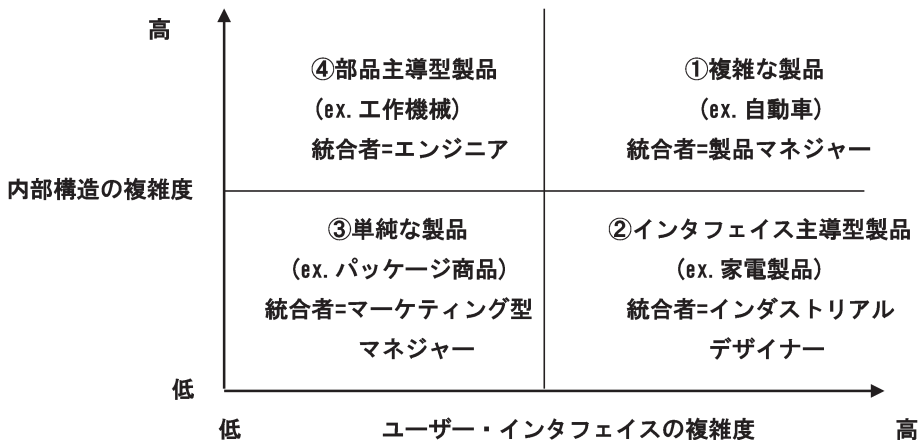 高
④部品主導型製品
(ex. 工作機械)
統合者=エンジニア
①複雑な製品
(ex. 自動車)
統合者=製品マネジャー
内部構造の複雑度
③単純な製品
(ex. パッケージ商品)
統合者=マーケティング型
マネジャー
②インタフェイス主導型製品
(ex. 家電製品)
統合者=インダストリアル
デザイナー
低
低
ユーザー・インタフェイスの複雑度
高